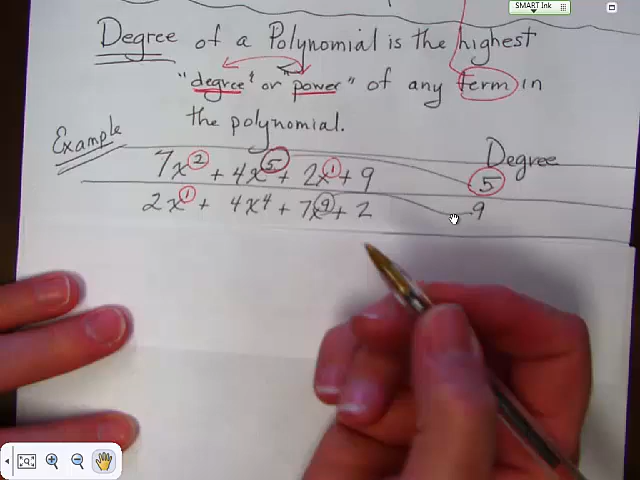 SMART Ink
Degree of a Polynomial is the highest
"degree" or power" of any term in
the polynomial.
Example
Degree
7x² + 4x⁵ + 2x¹ + 9 5
2x¹ + 4x⁴ + 7x⁹ + 2 9